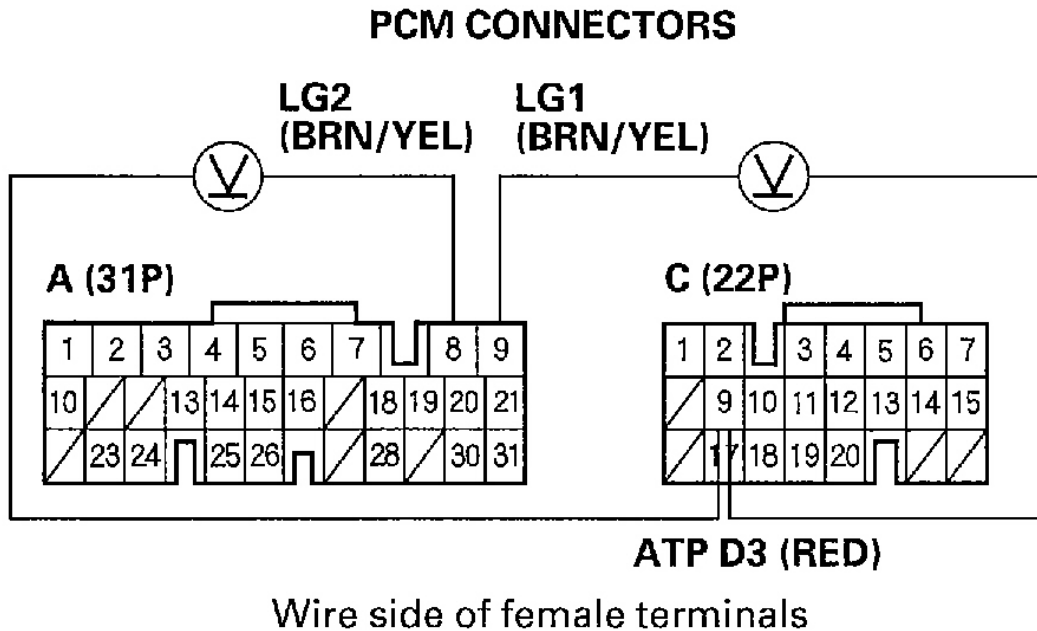 PCM CONNECTORS
LG2
(BRN/YEL)
LG1
(BRN/YEL)
V
V
A (31P)
1 2 3 4 5 6 7 8 9
10 13 14 15 16 18 19 20 21
23 24 25 26 28 30 31
C (22P)
1 2 3 4 5 6 7
9 10 11 12 13 14 15
17 18 19 20
ATP D3 (RED)
Wire side of female terminals